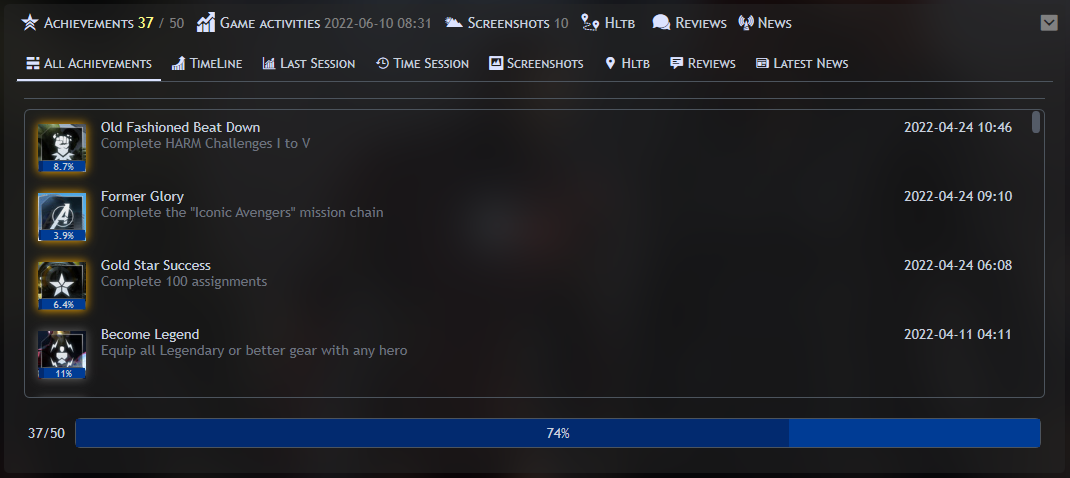 Achievements 37 / 50 Game activities 2022-06-10 08:31 Screenshots 10 Hltb Reviews News
All Achievements TimeLine Last Session Time Session Screenshots Hltb Reviews Latest News
Old Fashioned Beat Down 2022-04-24 10:46
Complete HARM Challenges I to V
8.7%
Former Glory 2022-04-24 09:10
Complete the "Iconic Avengers" mission chain
3.9%
Gold Star Success 2022-04-24 06:08
Complete 100 assignments
6.4%
Become Legend 2022-04-11 04:11
Equip all Legendary or better gear with any hero
11%
37/50 74%